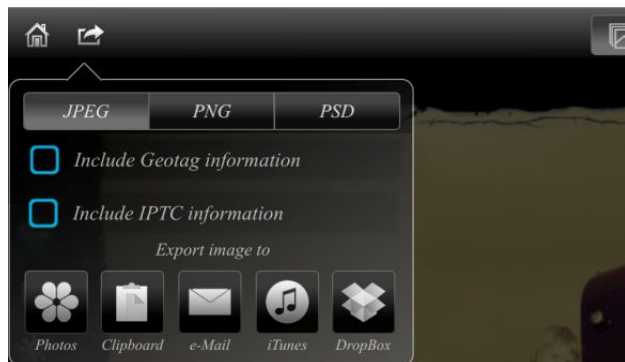 JPEG PNG PSD
Include Geotag information
Include IPTC information
Export image to
Photos Clipboard e-Mail iTunes DropBox